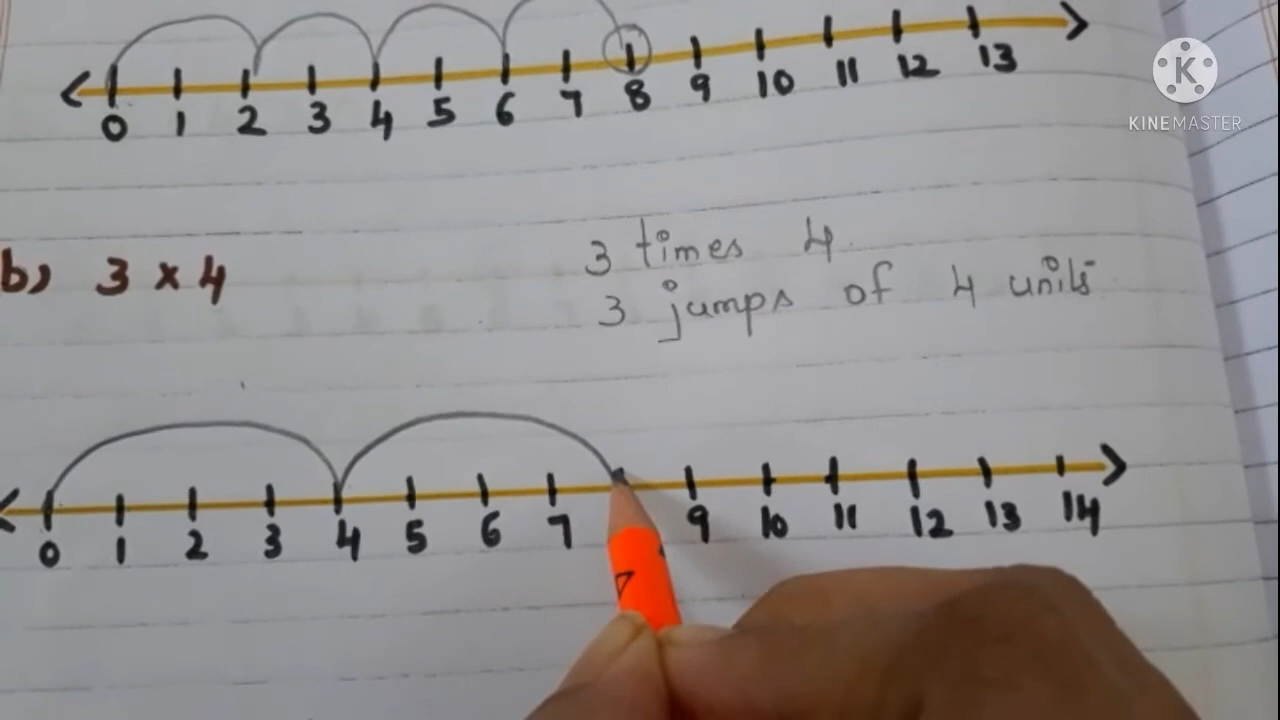 0 1 2 3 4 5 6 7 8 9 10 11 12 13
KINEMASTER
b) 3 × 4
3 times 4
3 jumps of 4 units
0 1 2 3 4 5 6 7 9 10 11 12 13 14